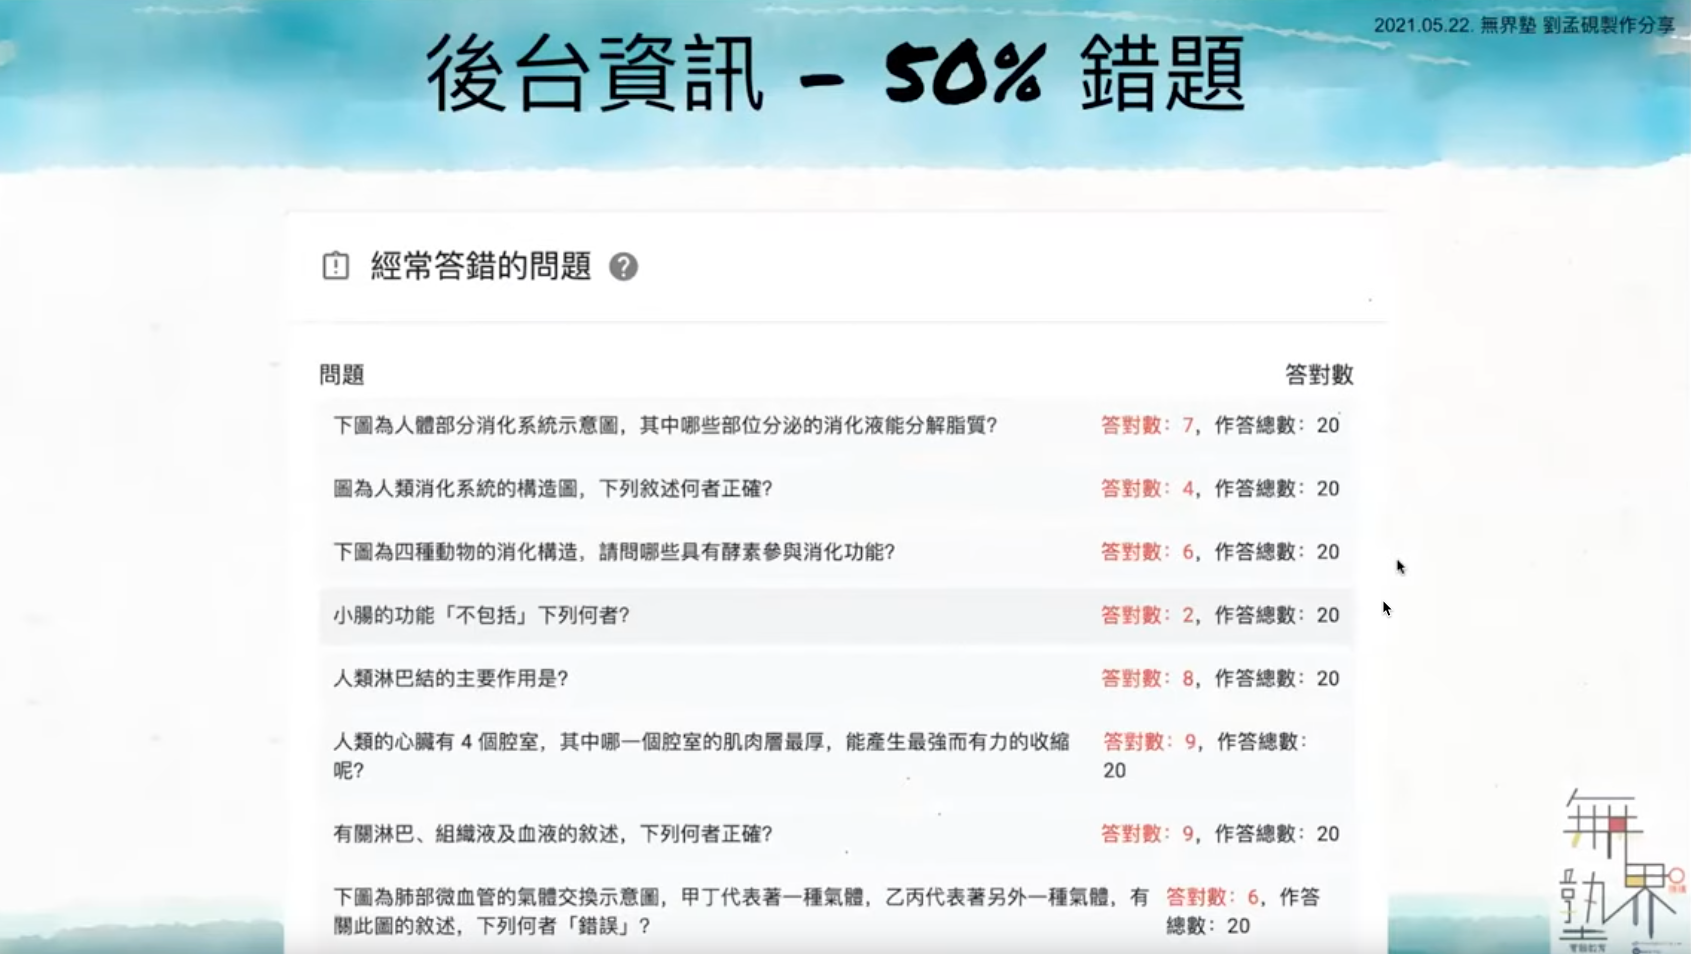 2021.05.22. 無界塾 劉孟硯製作分享
後台資訊 - 50% 錯題
經常答錯的問題
問題 答對數
下圖為人體部分消化系統示意圖，其中哪些部位分泌的消化液能分解脂質? 答對數：7，作答總數：20
圖為人類消化系統的構造圖，下列敘述何者正確? 答對數：4，作答總數：20
下圖為四種動物的消化構造，請問哪些具有酵素參與消化功能? 答對數：6，作答總數：20
小腸的功能「不包括」下列何者? 答對數：2，作答總數：20
人類淋巴結的主要作用是? 答對數：8，作答總數：20
人類的心臟有 4 個腔室，其中哪一個腔室的肌肉層最厚，能產生最強而有力的收縮
呢?
答對數：9，作答總數：
20
有關淋巴、組織液及血液的敘述，下列何者正確? 答對數：9，作答總數：20
下圖為肺部微血管的氣體交換示意圖，甲丁代表著一種氣體，乙丙代表著另外一種氣體，有
關此圖的敘述，下列何者「錯誤」?
答對數：6，作答
總數：20
無
界
塾